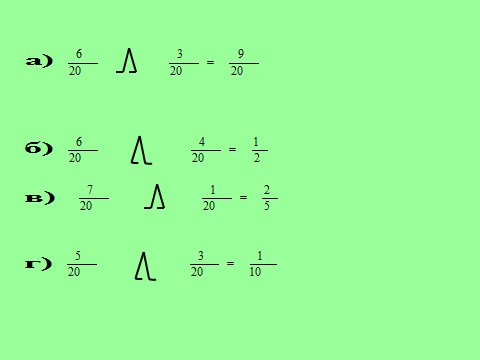 а) 6/20 Л 3/20 = 9/20
б) 6/20 Л 4/20 = 1/2
в) 7/20 Л 1/20 = 2/5
г) 5/20 Л 3/20 = 1/10